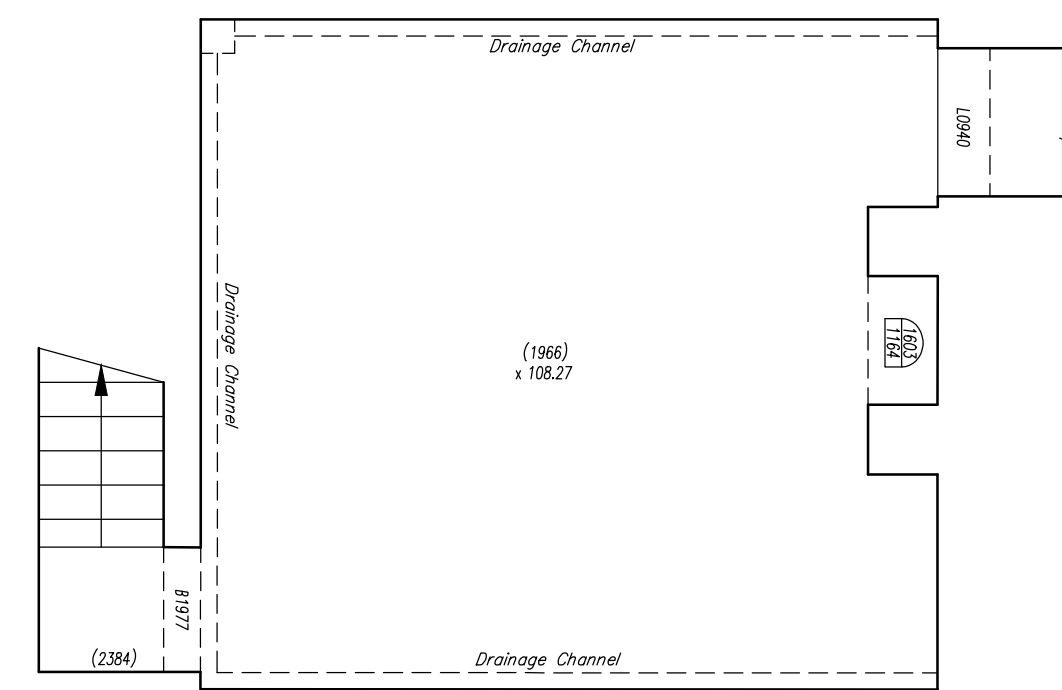 Drainage Channel
L0940
Drainage Channel
1603
1164
(1966)
x 108.27
B1977
(2384)
Drainage Channel